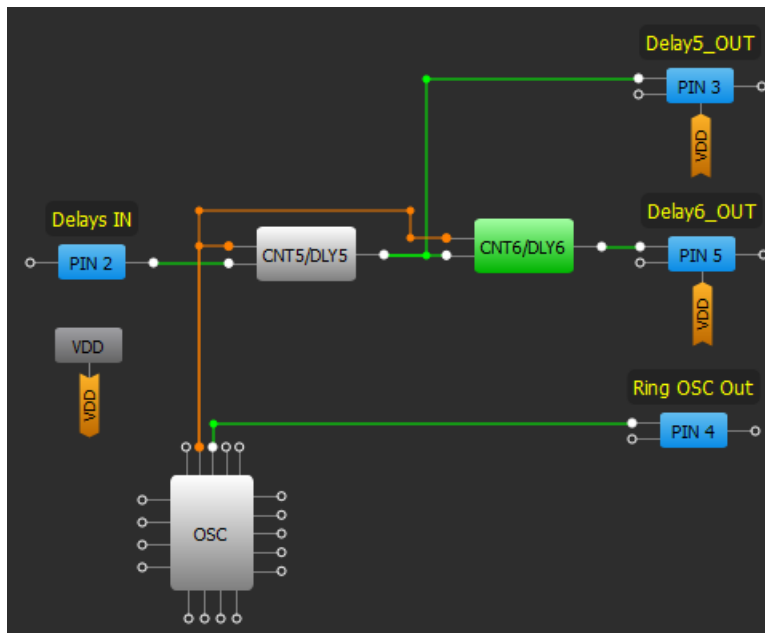 Delay5_OUT
PIN 3
VDD
Delays IN
Delay6_OUT
PIN 2
CNT5/DLY5
CNT6/DLY6
PIN 5
VDD
VDD
VDD
Ring OSC Out
PIN 4
OSC